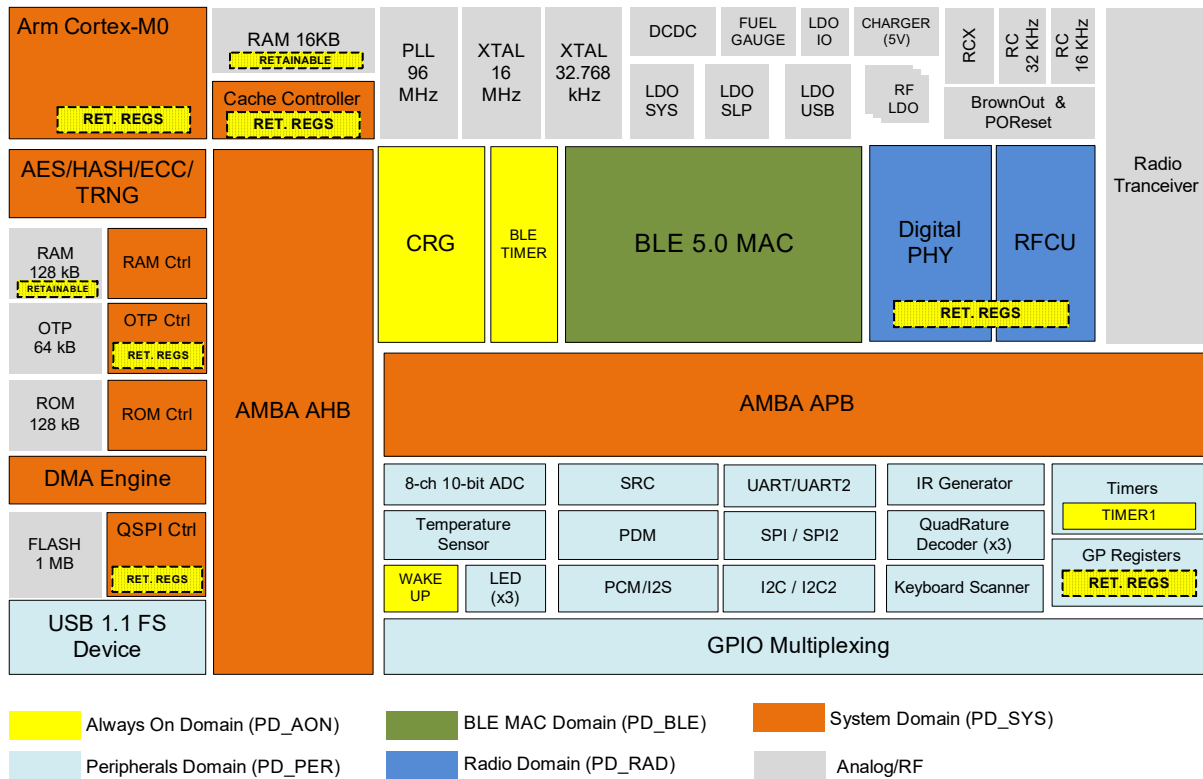 Arm Cortex-M0
RET. REGS
RAM 16KB
RETAINABLE
Cache Controller
RET. REGS
PLL
96
MHz
XTAL
16
MHz
XTAL
32.768
kHz
DCDC
FUEL
GAUGE
LDO
IO
CHARGER
(5V)
LDO
SYS
LDO
SLP
LDO
USB
RF
LDO
RCX
RC
32 KHz
RC
16 KHz
BrownOut &
POReset
Radio
Tranceiver
AES/HASH/ECC/
TRNG
RAM
128 kB
RETAINABLE
RAM Ctrl
OTP
64 kB
OTP Ctrl
RET. REGS
ROM
128 kB
ROM Ctrl
DMA Engine
FLASH
1 MB
QSPI Ctrl
RET. REGS
USB 1.1 FS
Device
AMBA AHB
CRG
BLE
TIMER
BLE 5.0 MAC
Digital
PHY
RFCU
RET. REGS
AMBA APB
8-ch 10-bit ADC
SRC
UART/UART2
IR Generator
Timers
TIMER1
Temperature
Sensor
PDM
SPI / SPI2
QuadRature
Decoder (x3)
GP Registers
RET. REGS
WAKE
UP
LED
(x3)
PCM/I2S
I2C / I2C2
Keyboard Scanner
GPIO Multiplexing
Always On Domain (PD_AON)
BLE MAC Domain (PD_BLE)
System Domain (PD_SYS)
Peripherals Domain (PD_PER)
Radio Domain (PD_RAD)
Analog/RF